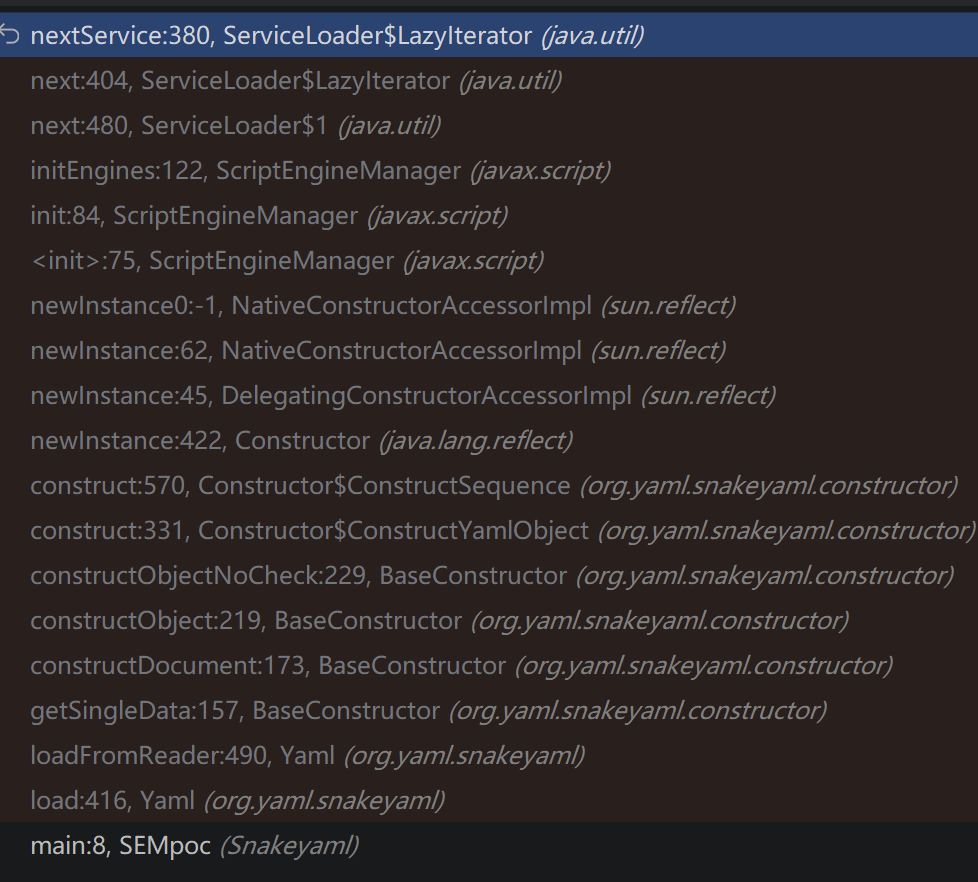 nextService:380, ServiceLoader$LazyIterator (java.util)
next:404, ServiceLoader$LazyIterator (java.util)
next:480, ServiceLoader$1 (java.util)
initEngines:122, ScriptEngineManager (javax.script)
init:84, ScriptEngineManager (javax.script)
<init>:75, ScriptEngineManager (javax.script)
newInstance0:-1, NativeConstructorAccessorImpl (sun.reflect)
newInstance:62, NativeConstructorAccessorImpl (sun.reflect)
newInstance:45, DelegatingConstructorAccessorImpl (sun.reflect)
newInstance:422, Constructor (java.lang.reflect)
construct:570, Constructor$ConstructSequence (org.yaml.snakeyaml.constructor)
construct:331, Constructor$ConstructYamlObject (org.yaml.snakeyaml.constructor)
constructObjectNoCheck:229, BaseConstructor (org.yaml.snakeyaml.constructor)
constructObject:219, BaseConstructor (org.yaml.snakeyaml.constructor)
constructDocument:173, BaseConstructor (org.yaml.snakeyaml.constructor)
getSingleData:157, BaseConstructor (org.yaml.snakeyaml.constructor)
loadFromReader:490, Yaml (org.yaml.snakeyaml)
load:416, Yaml (org.yaml.snakeyaml)
main:8, SEMpoc (Snakeyaml)